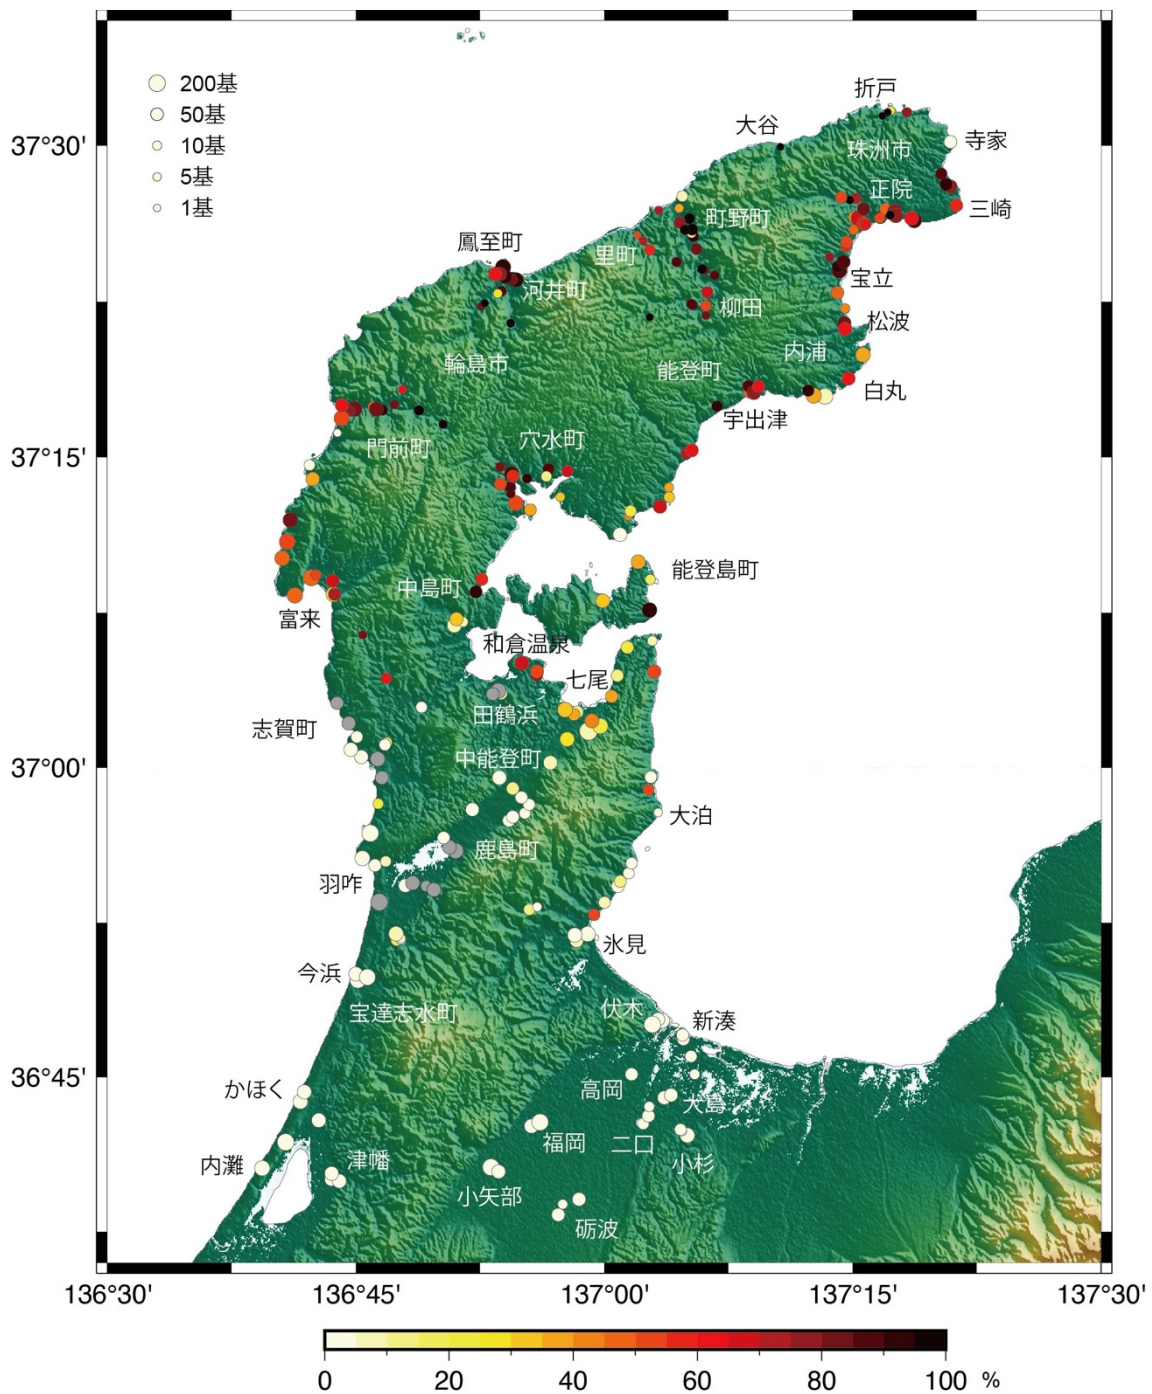 200基
50基
10基
5基
1基
折戸
大谷
37°30'
珠洲市
寺家
正院
三崎
町野町
鳳至町
里町
河井町
宝立
柳田
松波
内浦
輪島市
能登町
白丸
宇出津
穴水町
門前町
37°15'
能登島町
中島町
富来
和倉温泉
七尾
田鶴浜
志賀町
中能登町
37°00'
大泊
鹿島町
羽咋
氷見
今浜
宝達志水町
伏木
新湊
36°45'
かほく
高岡
大島
福岡
二口
内灘
津幡
小杉
小矢部
砺波
136°30'
136°45'
137°00'
137°15'
137°30'
0
20
40
60
80
100
%